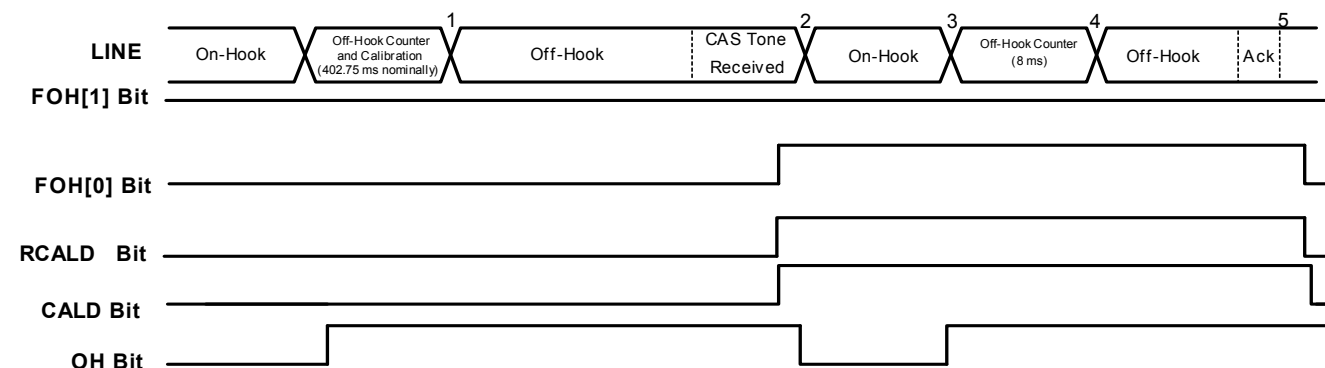 1 2 3 4 5
LINE
On-Hook
Off-Hook Counter
and Calibration
(402.75 ms nominally)
Off-Hook
CAS Tone
Received
On-Hook
Off-Hook Counter
(8 ms)
Off-Hook
Ack
FOH[1] Bit
FOH[0] Bit
RCALD Bit
CALD Bit
OH Bit